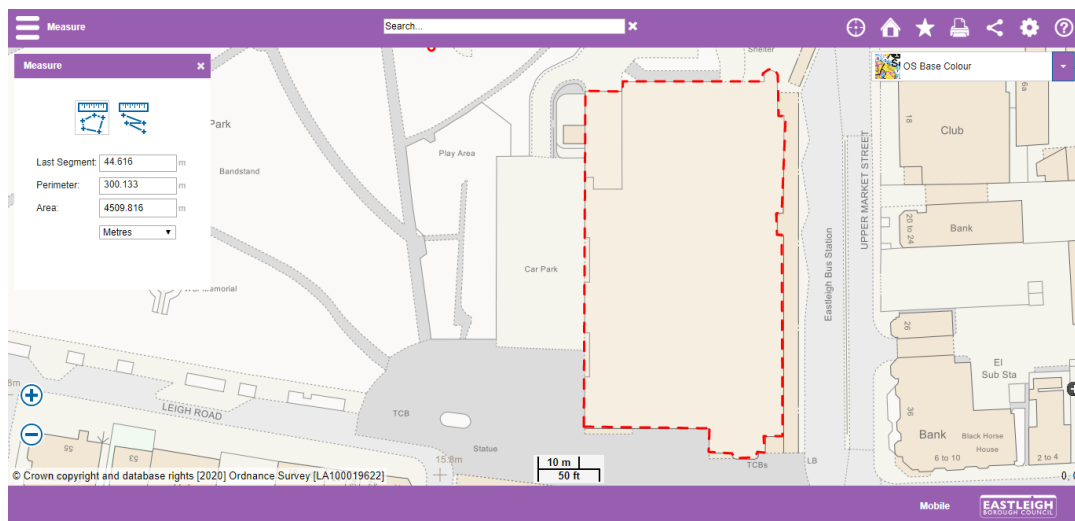 Measure
Search...
Measure
OS Base Colour
Shelter
6a
18
Club
Park
Play Area
Bandstand
Last Segment: 44.616 m
Perimeter: 300.133 m
Area: 4509.816 m
Metres
UPPER MARKET STREET
20 to 24
Bank
Eastleigh Bus Station
Car Park
War Memorial
26
El
Sub Sta
LEIGH ROAD
TCB
36
Bank
Black Horse
House
6 to 10
2 to 4
Statue
15.8m
95
93
10 m
50 ft
TCBs
LB
© Crown copyright and database rights [2020] Ordnance Survey [LA100019622]
0, 
Mobile
EASTLEIGH
BOROUGH COUNCIL